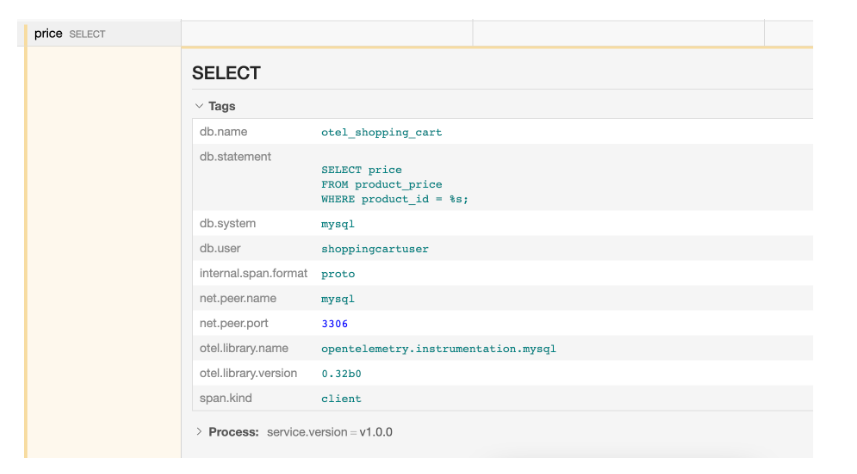 price SELECT
SELECT
Tags
db.name otel_shopping_cart
db.statement
SELECT price
FROM product_price
WHERE product_id = %s;
db.system mysql
db.user shoppingcartuser
internal.span.format proto
net.peer.name mysql
net.peer.port 3306
otel.library.name opentelemetry.instrumentation.mysql
otel.library.version 0.32b0
span.kind client
Process: service.version = v1.0.0